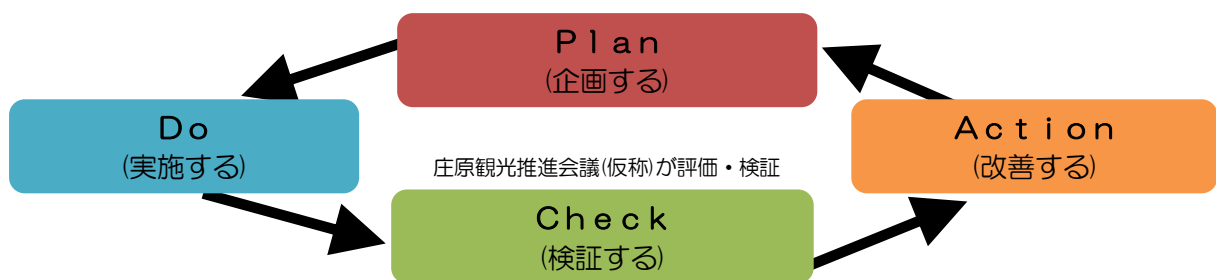 Plan
(企画する)
Do
(実施する)
Action
(改善する)
庄原観光推進会議(仮称)が評価・検証
Check
(検証する)